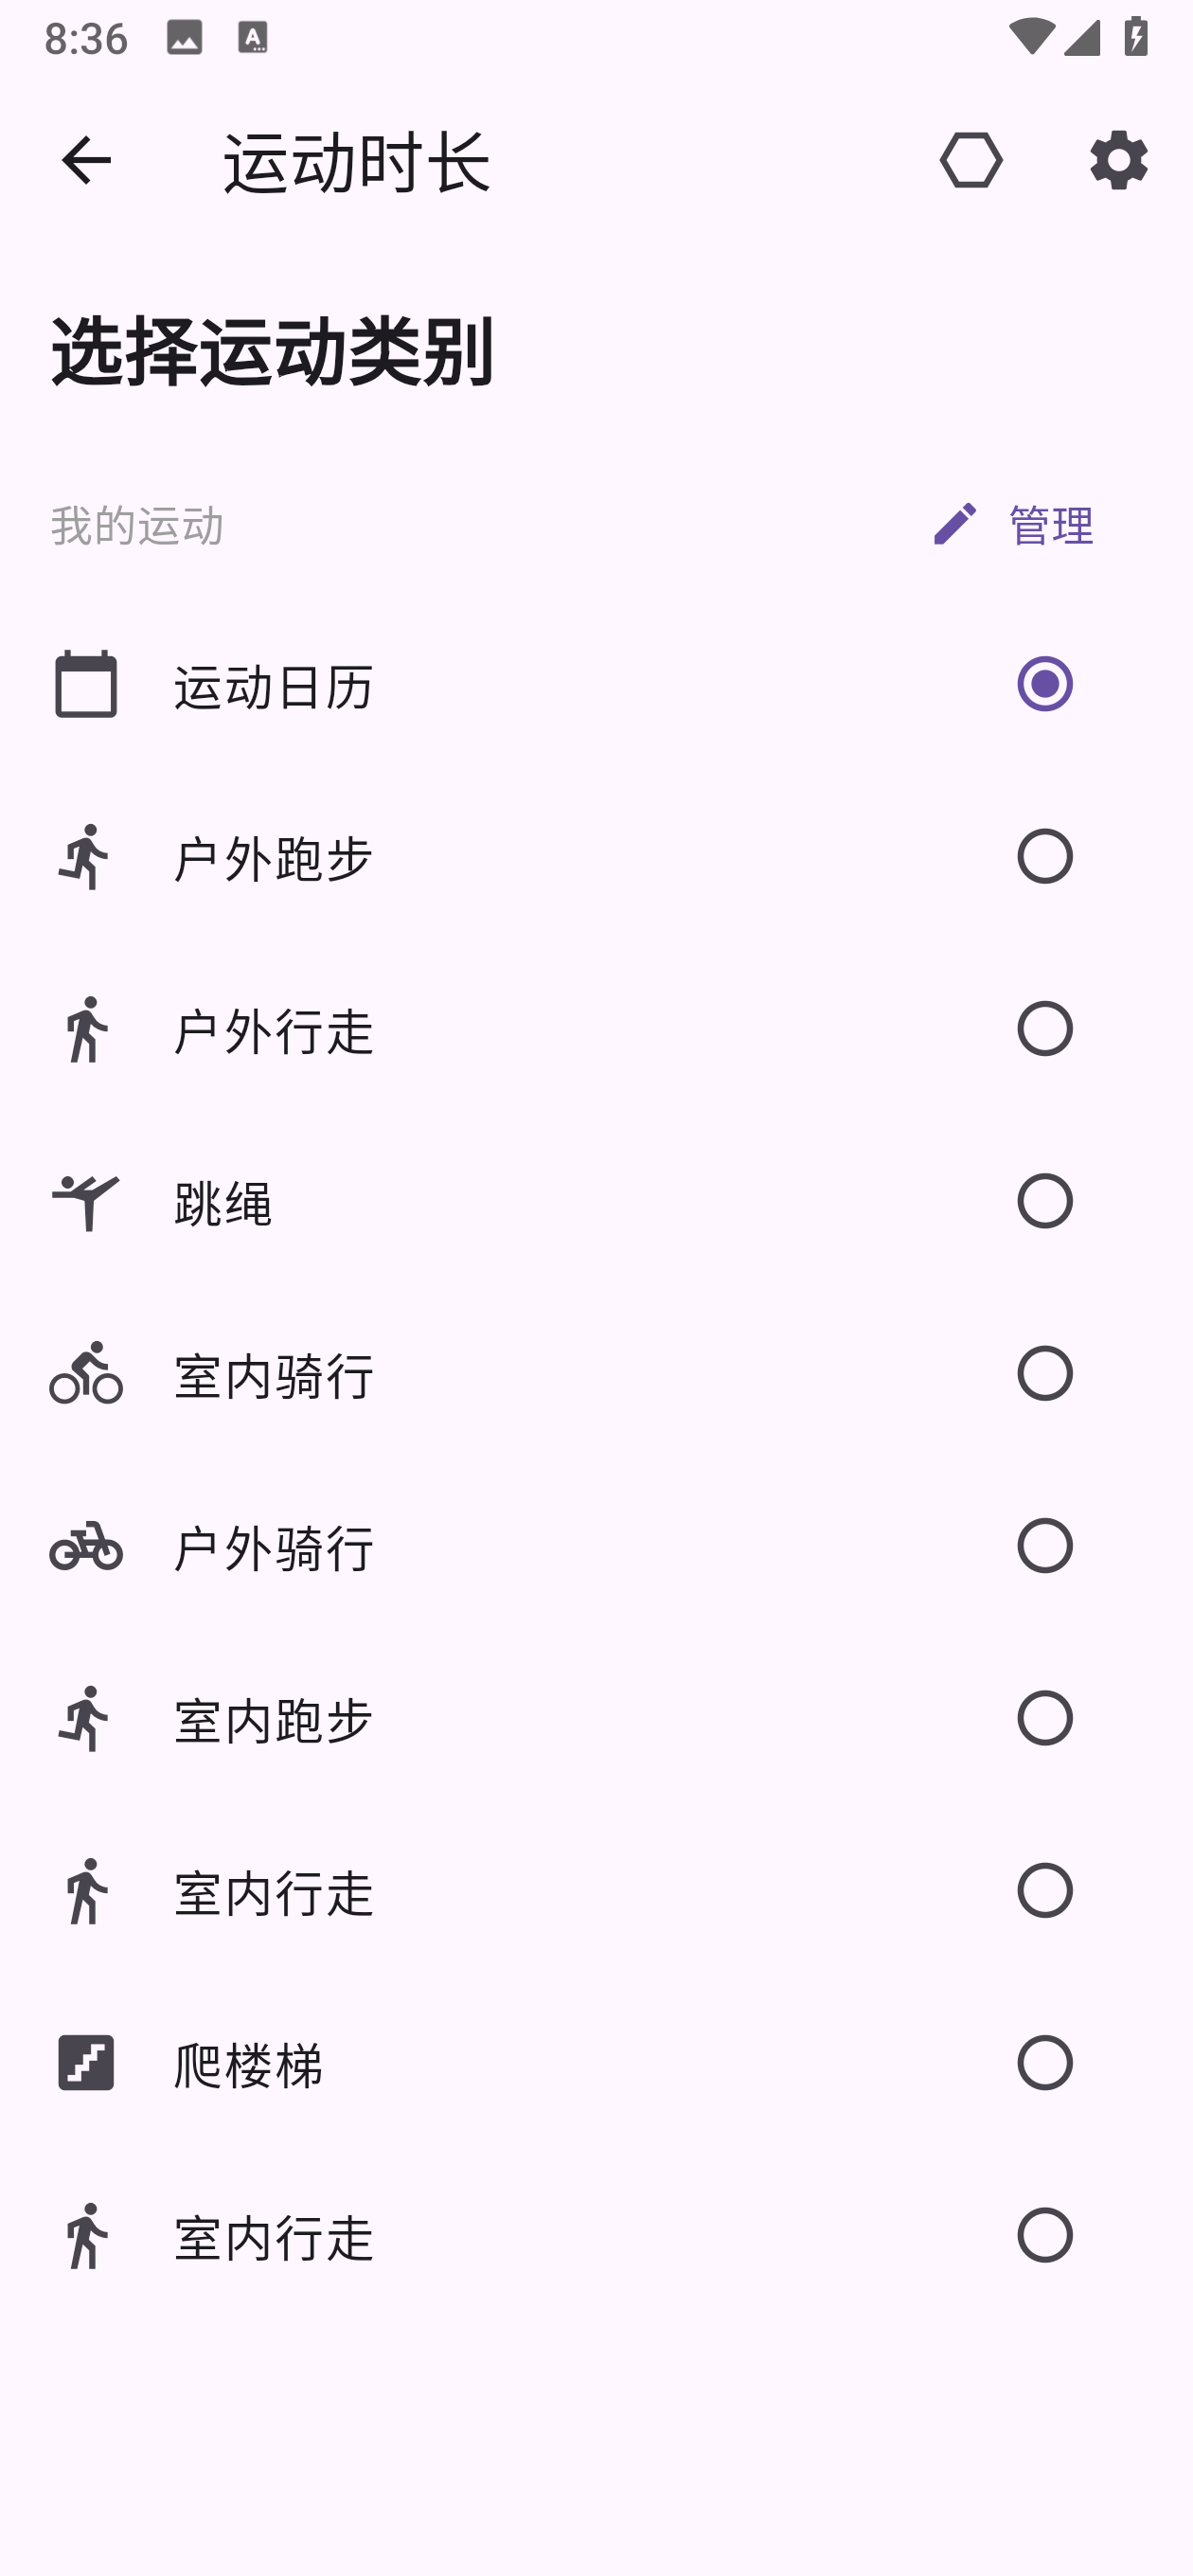 8:36
运动时长
选择运动类别
我的运动
管理
运动日历
户外跑步
户外行走
跳绳
室内骑行
户外骑行
室内跑步
室内行走
爬楼梯
室内行走